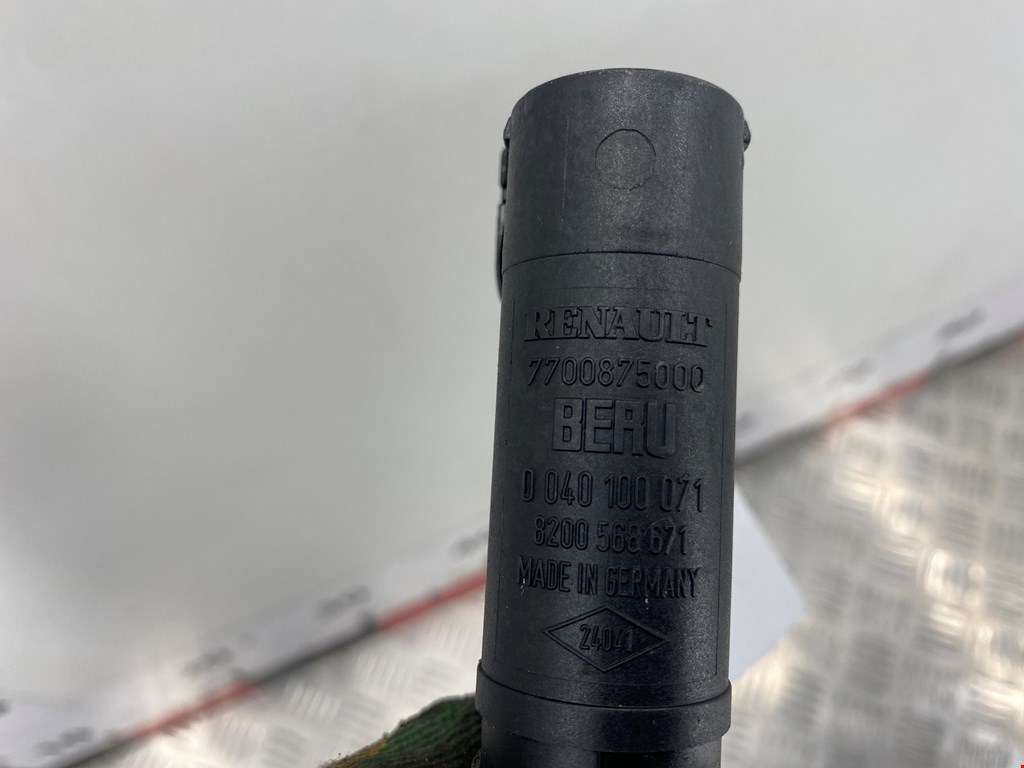 RENAULT
7700875000
BERU
0 040 100 071
8200 568 671
MADE IN GERMANY
24041